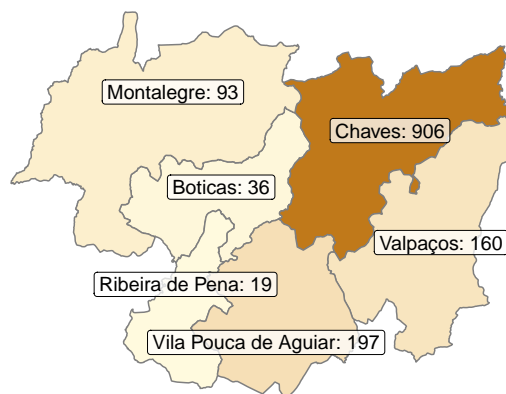 Montalegre: 93
Chaves: 906
Boticas: 36
Valpaços: 160
Ribeira de Pena: 19
Vila Pouca de Aguiar: 197